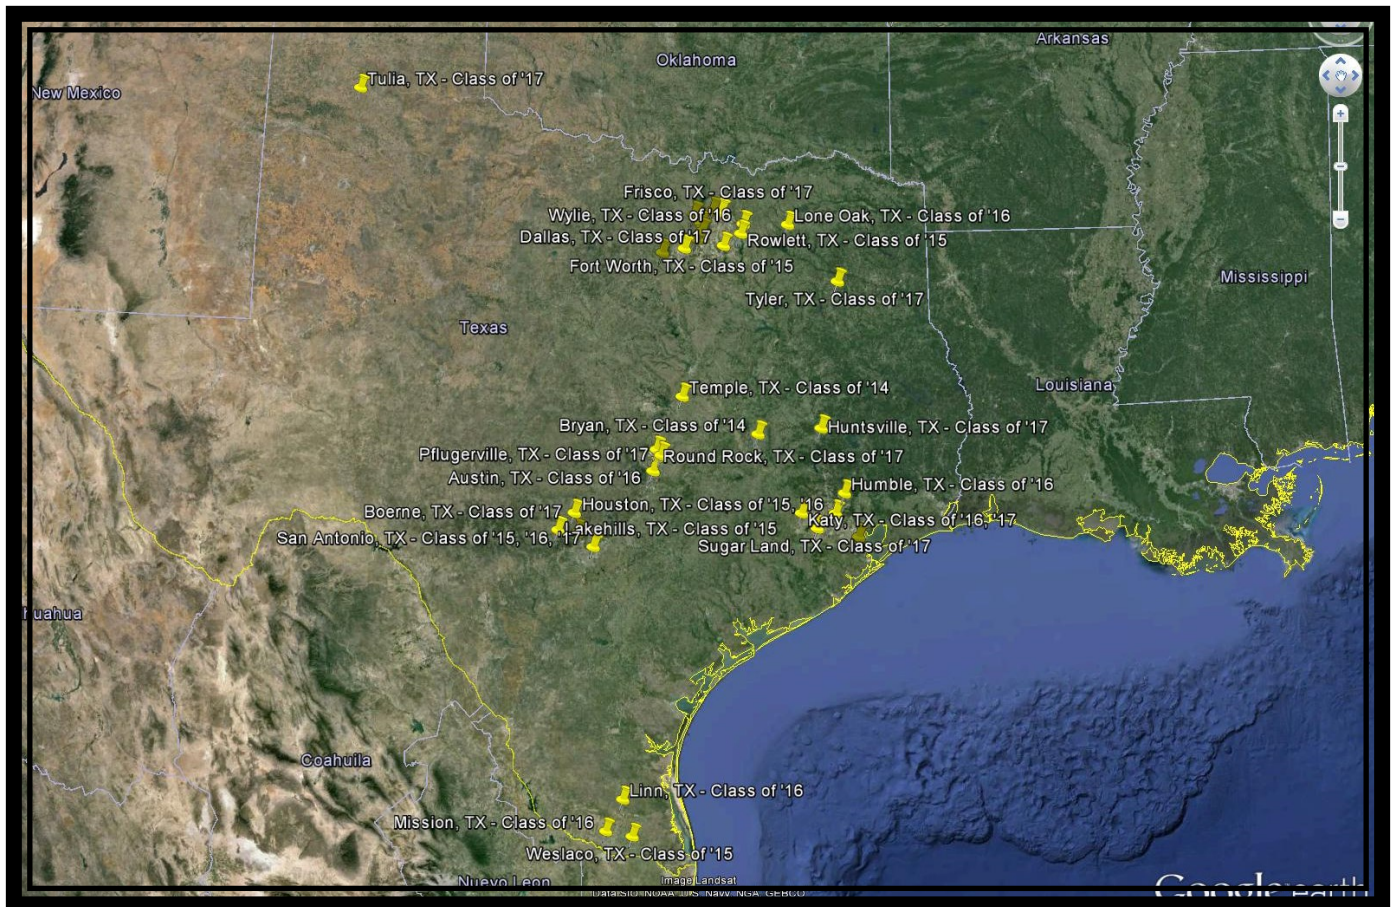 Arkansas
Oklahoma
Tulia, TX - Class of '17
New Mexico
Frisco, TX - Class of '17
Wylie, TX - Class of '16
Lone Oak, TX - Class of '16
Dallas, TX - Class of '17
Rowlett, TX - Class of '15
Fort Worth, TX - Class of '15
Mississippi
Tyler, TX - Class of '17
Texas
Louisiana
Temple, TX - Class of '14
Bryan, TX - Class of '14
Huntsville, TX - Class of '17
Pflugerville, TX - Class of '17
Round Rock, TX - Class of '17
Austin, TX - Class of '16
Humble, TX - Class of '16
Houston, TX - Class of '15, '16
Boerne, TX - Class of '17
Katy, TX - Class of '16, '17
Lakehills, TX - Class of '15
San Antonio, TX - Class of '15, '16, '17
Sugar Land, TX - Class of '17
huahua
Coahuila
Linn, TX - Class of '16
Mission, TX - Class of '16
Weslaco, TX - Class of '15
Nuevo Leon
Image Landsat
Data SIO, NOAA, U.S. Navy, NGA, GEBCO
Google earth